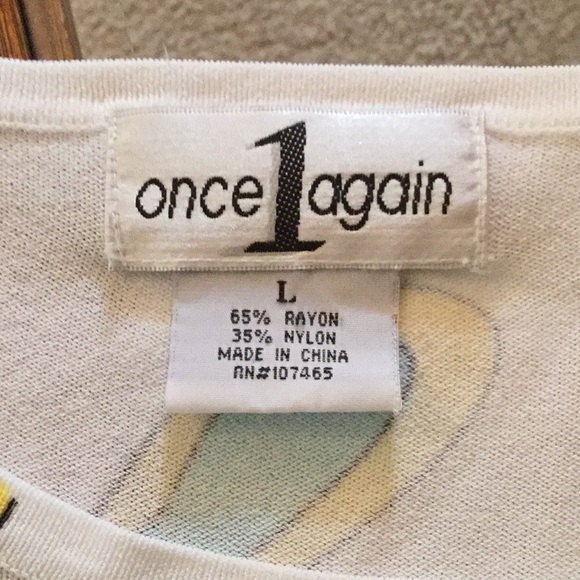 once 1 again
L
65% RAYON
35% NYLON
MADE IN CHINA
RN#107465